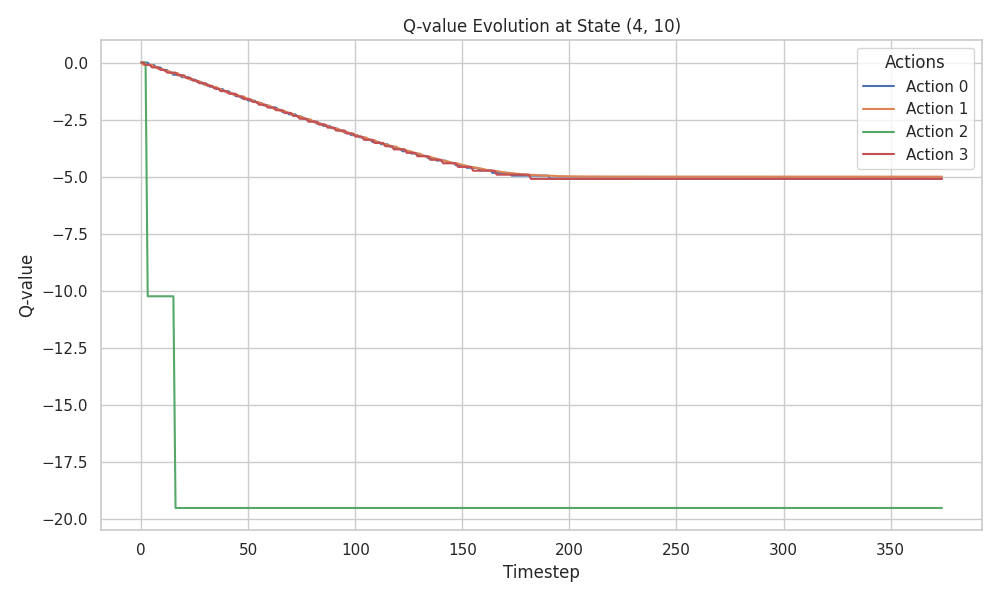 Q-value Evolution at State (4, 10)
Actions
Action 0
Action 1
Action 2
Action 3
Q-value
0.0
−2.5
−5.0
−7.5
−10.0
−12.5
−15.0
−17.5
−20.0
0 50 100 150 200 250 300 350
Timestep